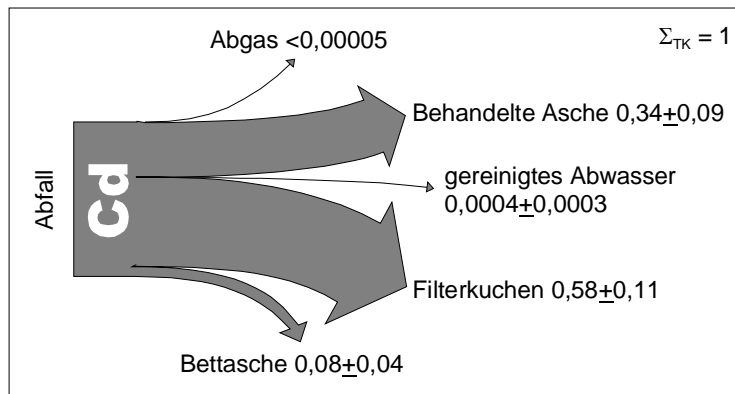 Abgas <0,00005
Σ_TK = 1
Behandelte Asche 0,34±0,09
Abfall
Cd
gereinigtes Abwasser
0,0004±0,0003
Filterkuchen 0,58±0,11
Bettasche 0,08±0,04